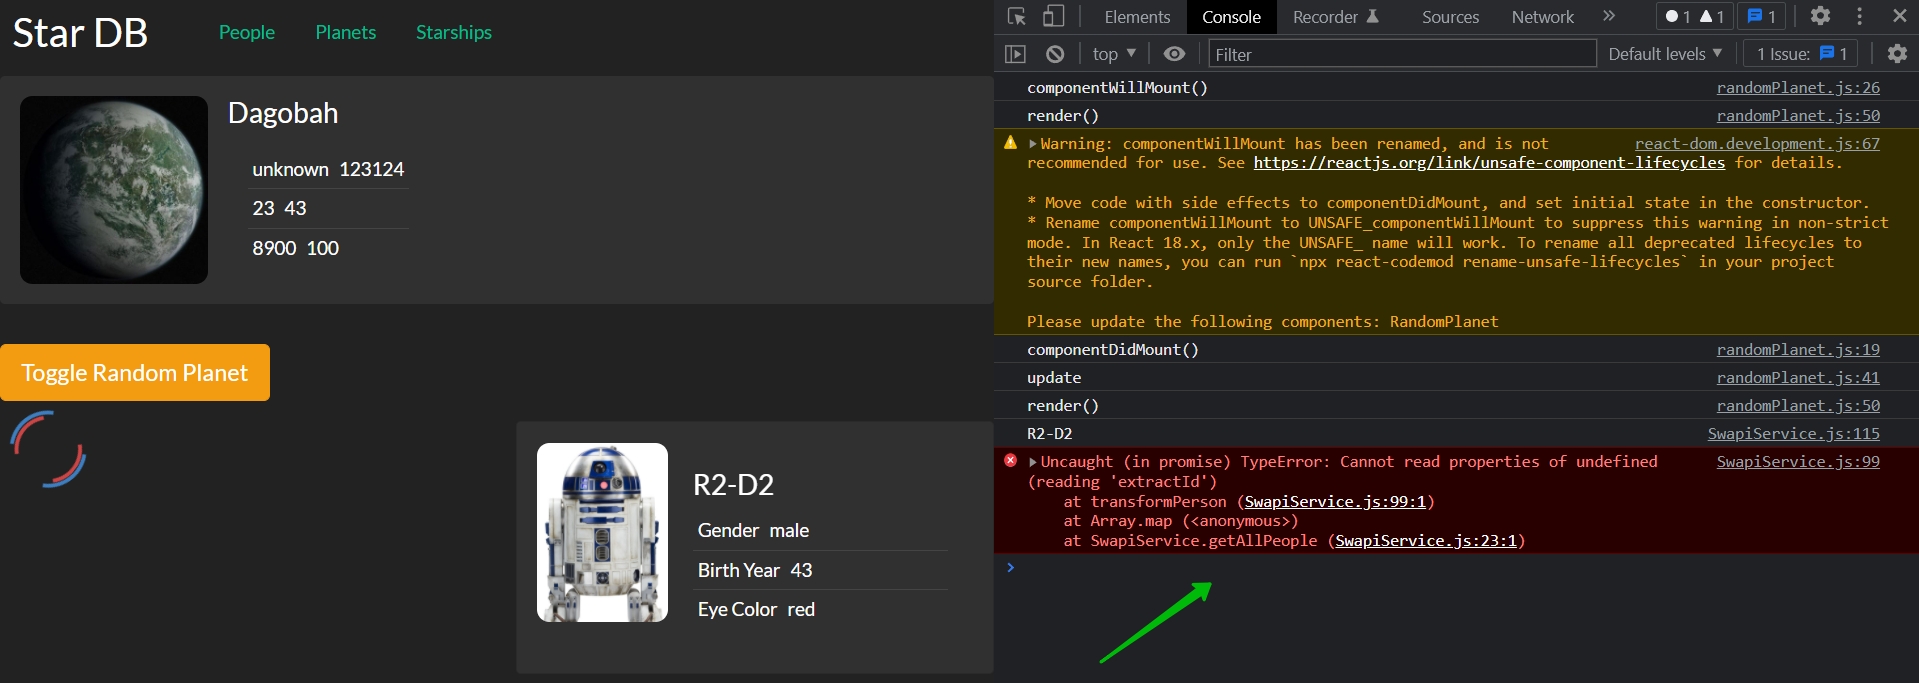 Star DB
People Planets Starships
Dagobah
unknown 123124
23 43
8900 100
Toggle Random Planet
R2-D2
Gender male
Birth Year 43
Eye Color red
Elements Console Recorder Sources Network » 1 1 1
top ▼ Filter Default levels ▼ 1 Issue: 1
componentWillMount() randomPlanet.js:26
render() randomPlanet.js:50
▶Warning: componentWillMount has been renamed, and is not react-dom.development.js:67
recommended for use. See https://reactjs.org/link/unsafe-component-lifecycles for details.
* Move code with side effects to componentDidMount, and set initial state in the constructor.
* Rename componentWillMount to UNSAFE_componentWillMount to suppress this warning in non-strict
mode. In React 18.x, only the UNSAFE_ name will work. To rename all deprecated lifecycles to
their new names, you can run `npx react-codemod rename-unsafe-lifecycles` in your project
source folder.
Please update the following components: RandomPlanet
componentDidMount() randomPlanet.js:19
update randomPlanet.js:41
render() randomPlanet.js:50
R2-D2 SwapiService.js:115
▶Uncaught (in promise) TypeError: Cannot read properties of undefined SwapiService.js:99
(reading 'extractId')
at transformPerson (SwapiService.js:99:1)
at Array.map (<anonymous>)
at SwapiService.getAllPeople (SwapiService.js:23:1)